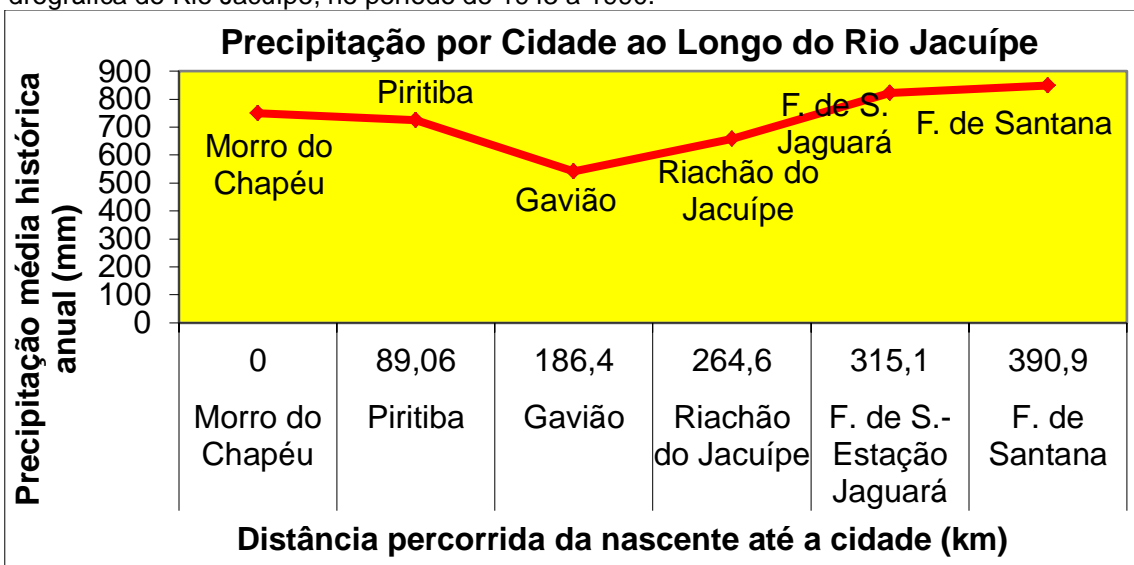 Precipitação por Cidade ao Longo do Rio Jacuípe
Precipitação média histórica
anual (mm)
900
800
700
600
500
400
300
200
100
0
Morro do
Chapéu
Piritiba
Gavião
Riachão do
Jacuípe
F. de S.
Jaguará
F. de Santana
0 89,06 186,4 264,6 315,1 390,9
Morro do
Chapéu
Piritiba
Gavião
Riachão
do Jacuípe
F. de S.-
Estação
Jaguará
F. de
Santana
Distância percorrida da nascente até a cidade (km)